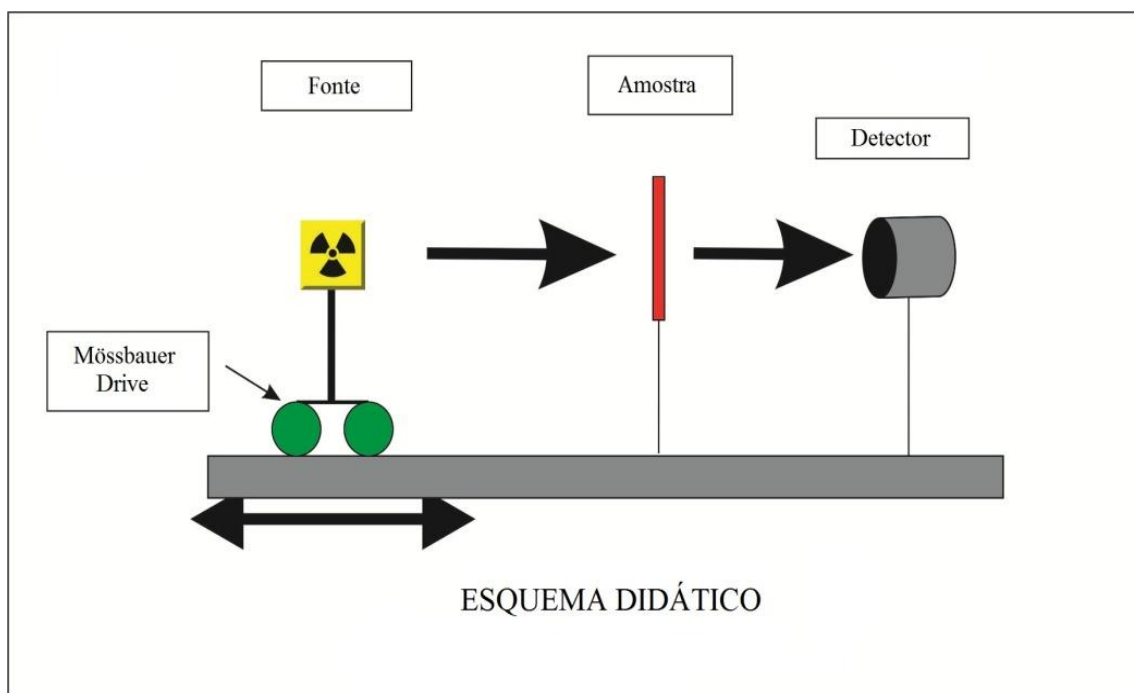 Fonte
Amostra
Detector
Mössbauer
Drive
ESQUEMA DIDÁTICO